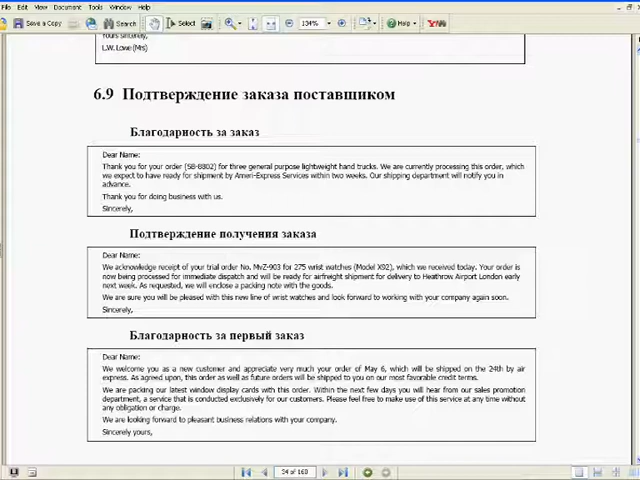 File Edit View Document Tools Window Help
Save a Copy Search Select 134% Help Y!
Yours sincerely,
L.W. Love (Mrs)
6.9 Подтверждение заказа поставщиком
Благодарность за заказ
Dear Name:
Thank you for your order (SB-8802) for three general purpose lightweight hand trucks. We are currently processing this order, which
we expect to have ready for shipment by Ameri-Express Services within two weeks. Our shipping department will notify you in
advance.
Thank you for doing business with us.
Sincerely,
Подтверждение получения заказа
Dear Name:
We acknowledge receipt of your trial order No. MvZ-903 for 275 wrist watches (Model X92), which we received today. Your order is
now being processed for immediate dispatch and will be ready for airfreight shipment for delivery to Heathrow Airport London early
next week. As requested, we will enclose a packing note with the goods.
We are sure you will be pleased with this new line of wrist watches and look forward to working with your company again soon.
Sincerely,
Благодарность за первый заказ
Dear Name:
We welcome you as a new customer and appreciate very much your order of May 6, which will be shipped on the 24th by air
express. As agreed upon, this order as well as future orders will be shipped to you on our most favorable credit terms.
We are packing our latest window display cards with this order. Within the next few days you will hear from our sales promotion
department, a service that is conducted exclusively for our customers. Please feel free to make use of this service at any time without
any obligation or charge.
We are looking forward to pleasant business relations with your company.
Sincerely yours,
54 of 160